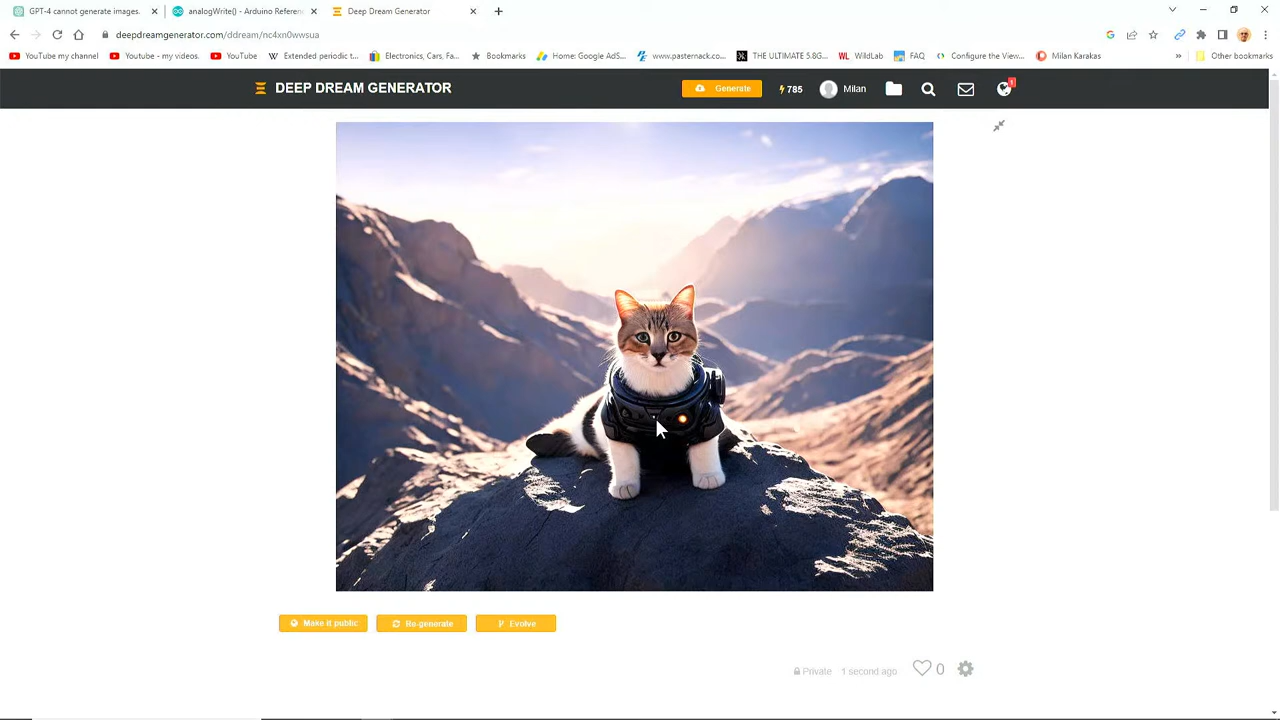 GPT-4 cannot generate images.
analogWrite() - Arduino Referenc
Deep Dream Generator
deepdreamgenerator.com/ddream/nc4xn0wwsua
YouTube my channel
YouTube - my videos.
YouTube
Extended periodic t...
Electronics, Cars, Fa...
Bookmarks
Home: Google AdS...
www.pasternack.co...
THE ULTIMATE 5.8G...
WL WildLab
FAQ
Configure the View...
Milan Karakas
»
Other bookmarks
DEEP DREAM GENERATOR
Generate
785
Milan
1
Make it public
Re-generate
Evolve
Private
1 second ago
0